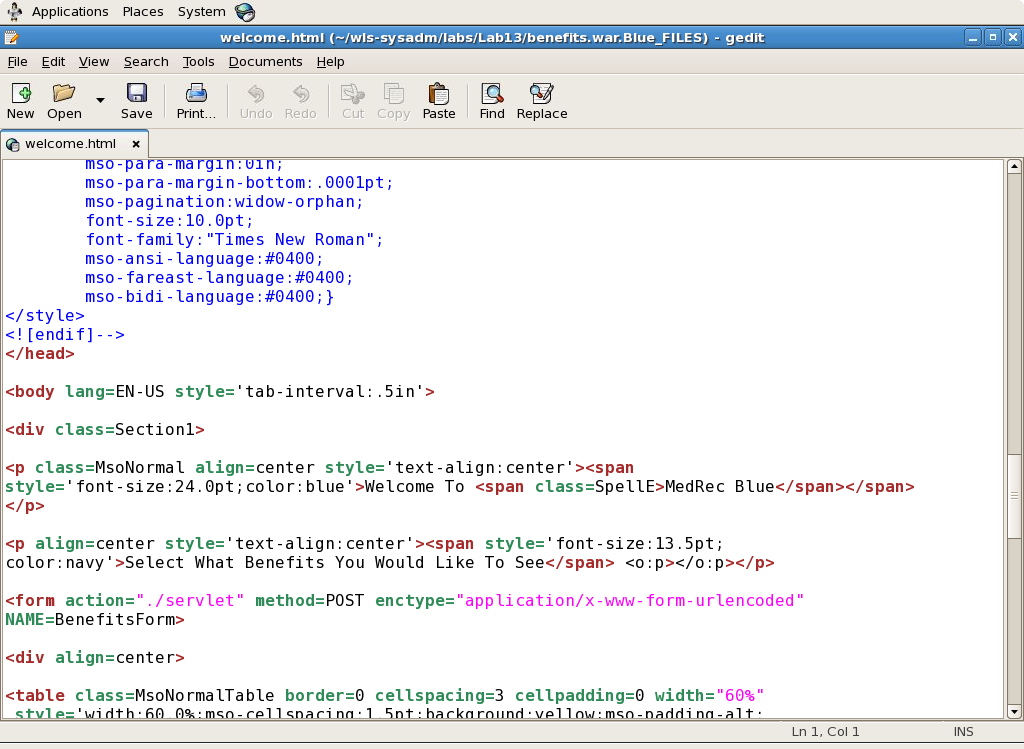 Applications Places System
welcome.html (~/wls-sysadm/labs/Lab13/benefits.war.Blue_FILES) - gedit
File Edit View Search Tools Documents Help
New Open Save Print... Undo Redo Cut Copy Paste Find Replace
welcome.html
mso-para-margin:0in;
mso-para-margin-bottom:.0001pt;
mso-pagination:widow-orphan;
font-size:10.0pt;
font-family:"Times New Roman";
mso-ansi-language:#0400;
mso-fareast-language:#0400;
mso-bidi-language:#0400;}
</style>
<![endif]-->
</head>
<body lang=EN-US style='tab-interval:.5in'>
<div class=Section1>
<p class=MsoNormal align=center style='text-align:center'><span
style='font-size:24.0pt;color:blue'>Welcome To <span class=SpellE>MedRec Blue</span></span>
</p>
<p align=center style='text-align:center'><span style='font-size:13.5pt;
color:navy'>Select What Benefits You Would Like To See</span> <o:p></o:p></p>
<form action="./servlet" method=POST enctype="application/x-www-form-urlencoded"
NAME=BenefitsForm>
<div align=center>
<table class=MsoNormalTable border=0 cellspacing=3 cellpadding=0 width="60%"
style='width:60.0%;mso-cellspacing:1.5pt;background:yellow;mso-padding-alt:
Ln 1, Col 1 INS